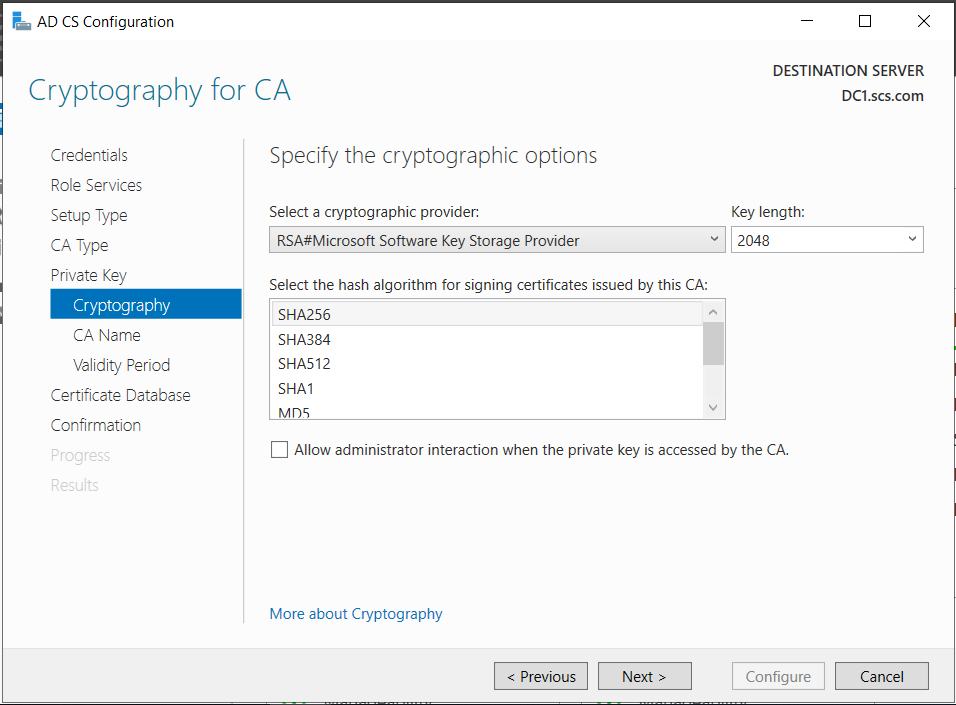 AD CS Configuration
Cryptography for CA
DESTINATION SERVER
DC1.scs.com
Credentials
Role Services
Setup Type
CA Type
Private Key
Cryptography
CA Name
Validity Period
Certificate Database
Confirmation
Progress
Results
Specify the cryptographic options
Select a cryptographic provider:
Key length:
RSA#Microsoft Software Key Storage Provider
2048
Select the hash algorithm for signing certificates issued by this CA:
SHA256
SHA384
SHA512
SHA1
MD5
Allow administrator interaction when the private key is accessed by the CA.
More about Cryptography
< Previous
Next >
Configure
Cancel